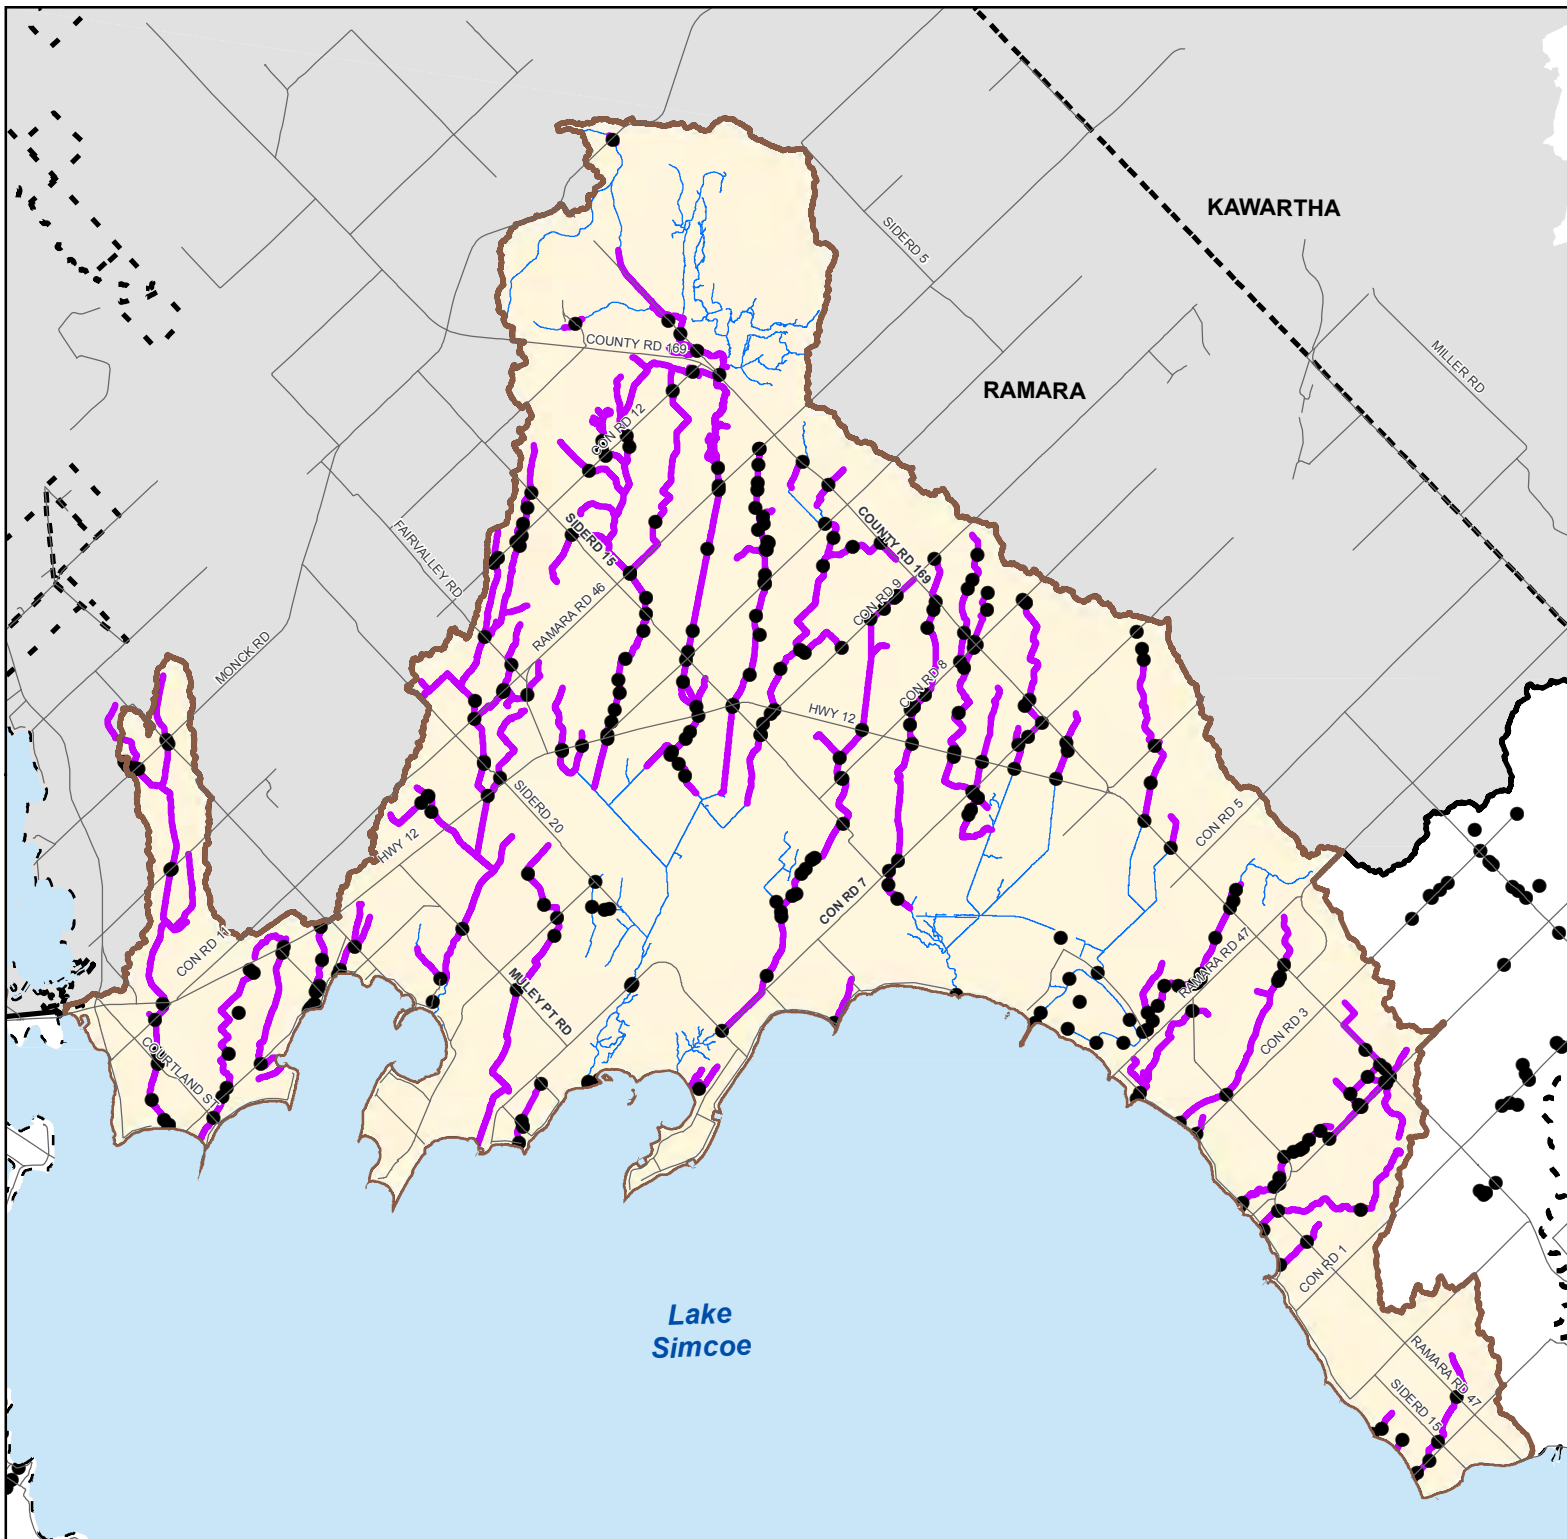 KAWARTHA
SIDERD 5
COUNTY RD 169
MILLER RD
RAMARA
CON RD 12
SIDERD 15
COUNTY RD 169
FAIRVALLEY RD
RAMARA RD 46
CON RD 9
MONCK RD
CON RD 8
HWY 12
SIDERD 20
HWY 12
CON RD 5
CON RD 7
CON RD 11
RAMARA RD 47
MULEY PT RD
CON RD 3
COURTLAND ST
CON RD 1
Lake
Simcoe
RAMARA RD 47
SIDERD 15